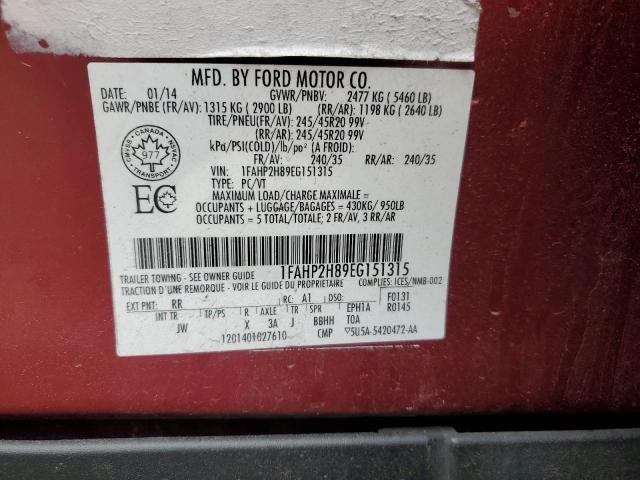 MFD. BY FORD MOTOR CO.
DATE: 01/14 GVWR/PNBV: 2477 KG ( 5460 LB)
GAWR/PNBE (FR/AV): 1315 KG ( 2900 LB) (RR/AR): 1198 KG ( 2640 LB)
TIRE/PNEU(FR/AV): 245/45R20 99V
(RR/AR): 245/45R20 99V
kPa/PSI(COLD)/lb/po² (A FROID):
FR/AV: 240/35 RR/AR: 240/35
VIN: 1FAHP2H89EG151315
TYPE: PC/VT
MAXIMUM LOAD/CHARGE MAXIMALE =
OCCUPANTS + LUGGAGE/BAGAGES = 430KG/ 950LB
OCCUPANTS = 5 TOTAL/TOTAL: 2 FR/AV, 3 RR/AR
CANADA
977
TRANSPORT
EC
1FAHP2H89EG151315
TRAILER TOWING - SEE OWNER GUIDE
TRACTION D'UNE REMORQUE - VOIR LE GUIDE DU PROPRIETAIRE
COMPLIES: ICES/NMB-002
EXT PNT: RR RC: A1 DSO: F0131
INT TR TP/PS R AXLE TR SPR EPH1A R0145
JW X 3A J BBHH TOA
1201401027610 CMP 5U5A-5420472-AA